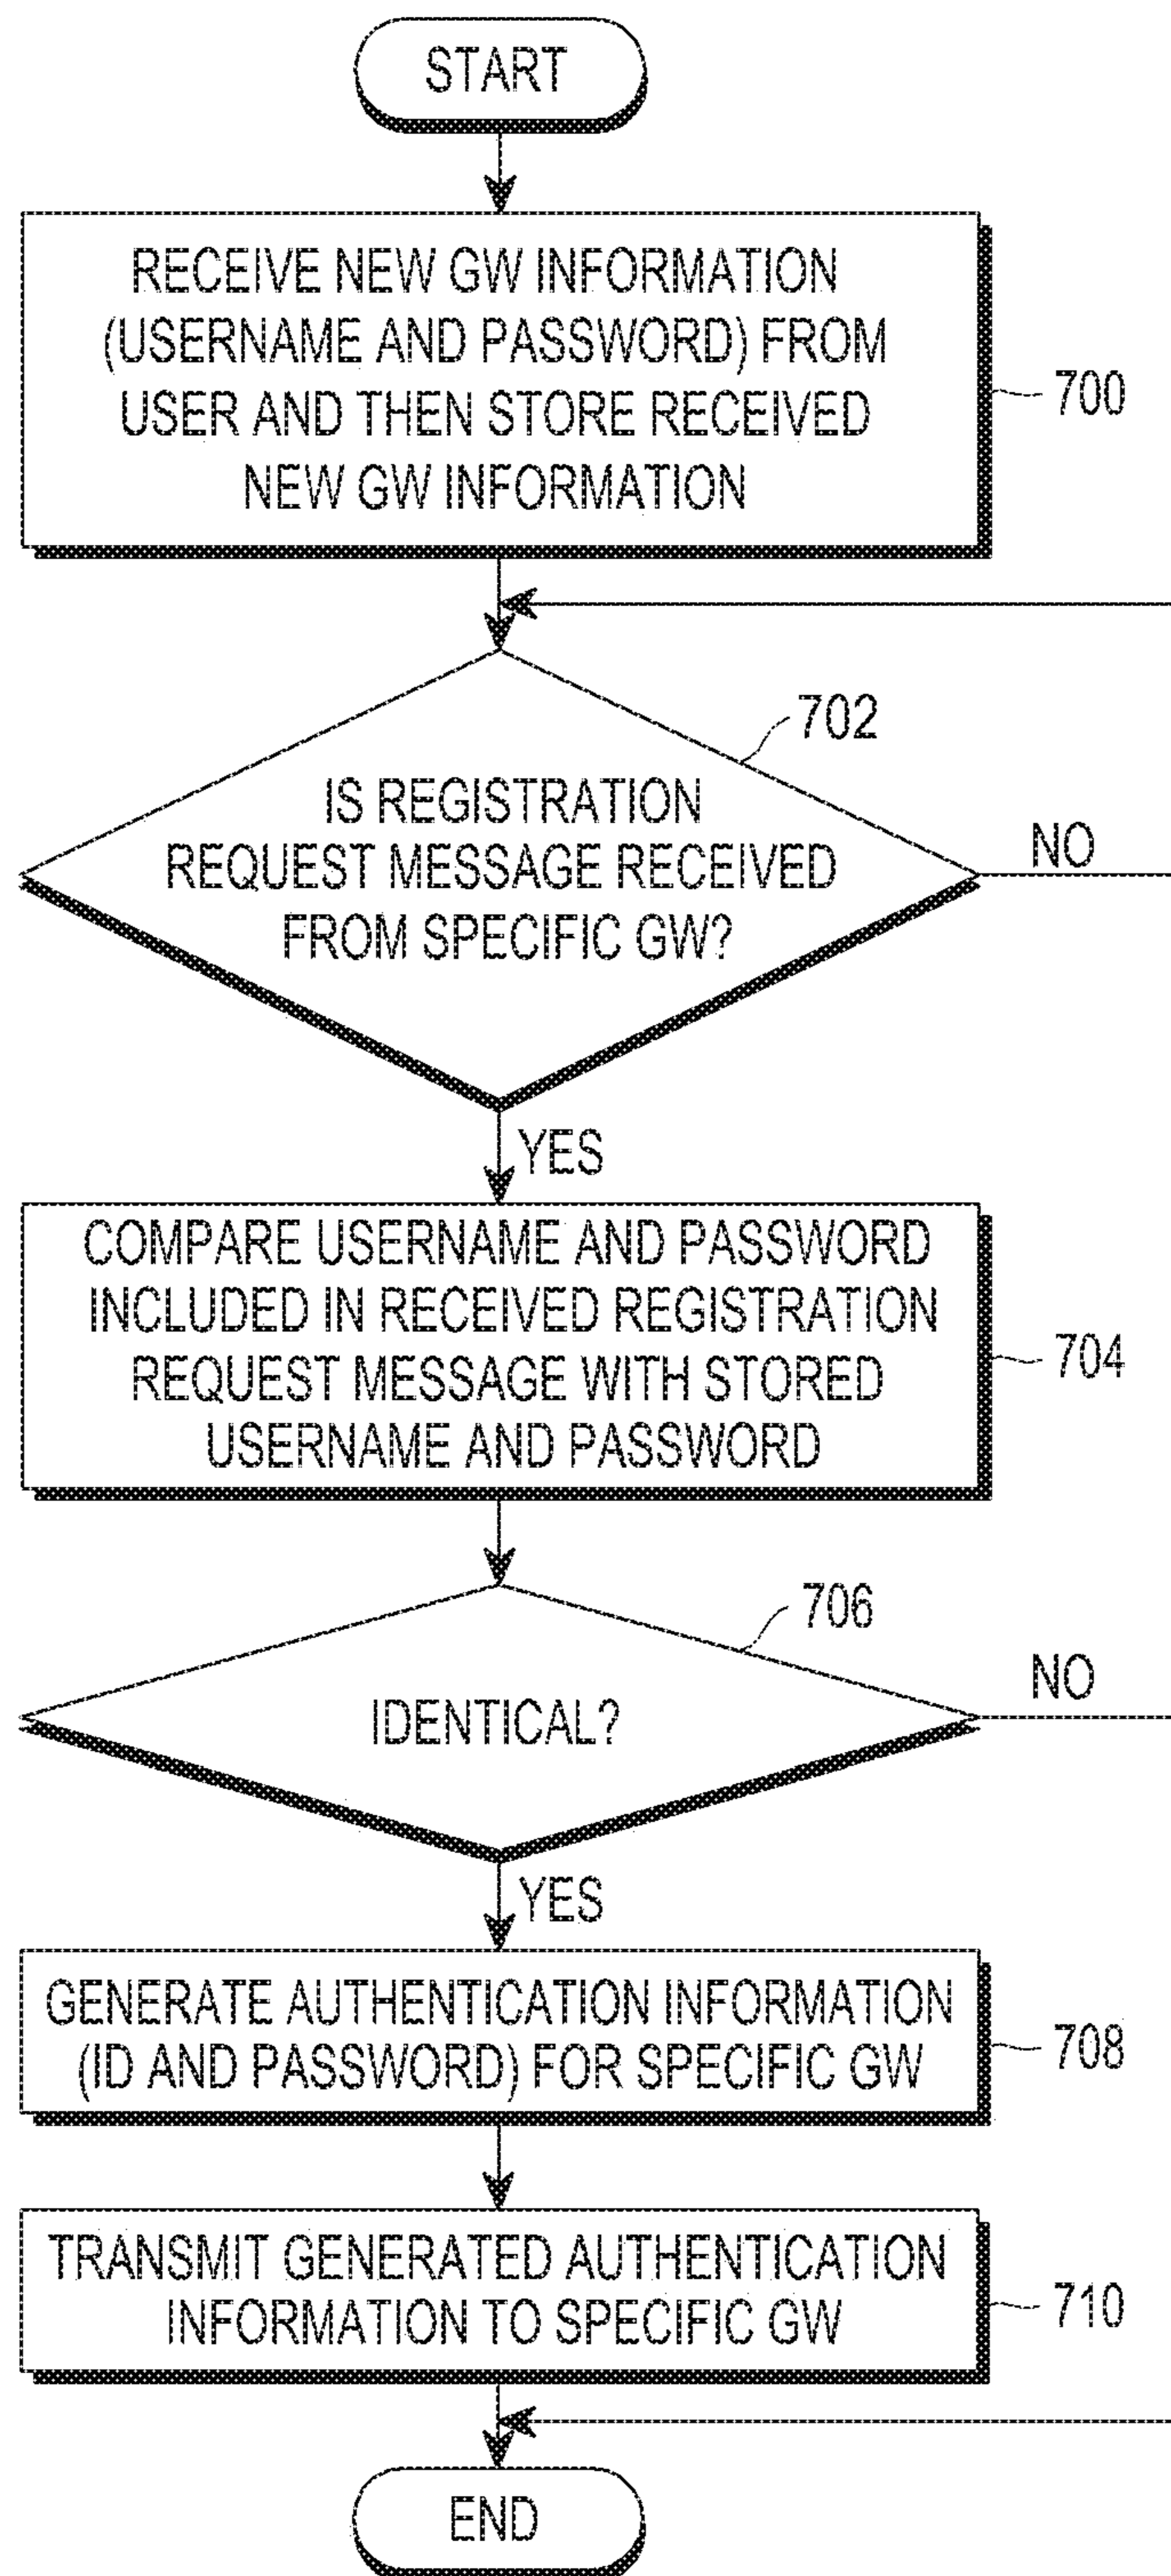 START
RECEIVE NEW GW INFORMATION
(USERNAME AND PASSWORD) FROM
USER AND THEN STORE RECEIVED
NEW GW INFORMATION
700
702
IS REGISTRATION
REQUEST MESSAGE RECEIVED
FROM SPECIFIC GW?
NO
YES
COMPARE USERNAME AND PASSWORD
INCLUDED IN RECEIVED REGISTRATION
REQUEST MESSAGE WITH STORED
USERNAME AND PASSWORD
704
706
IDENTICAL?
NO
YES
GENERATE AUTHENTICATION INFORMATION
(ID AND PASSWORD) FOR SPECIFIC GW
708
TRANSMIT GENERATED AUTHENTICATION
INFORMATION TO SPECIFIC GW
710
END